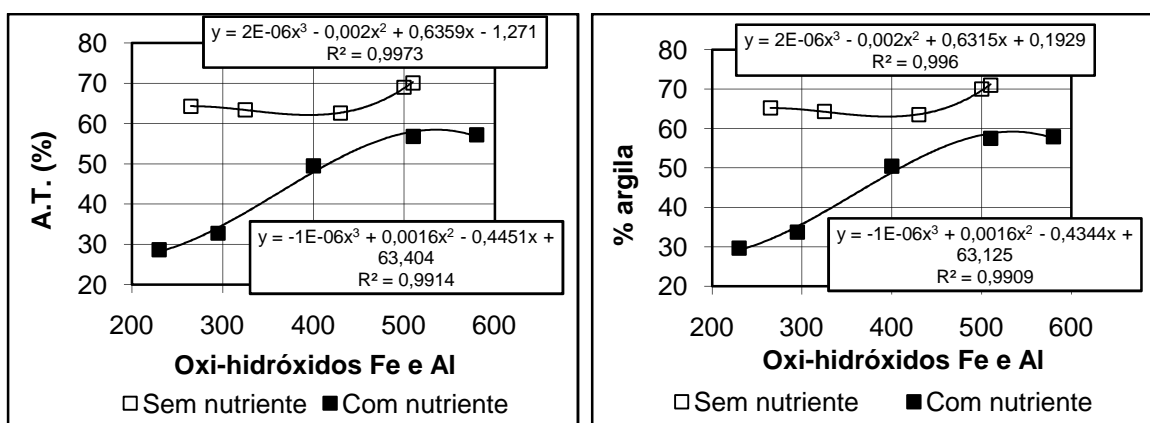 y = 2E-06x³ - 0,002x² + 0,6359x - 1,271
R² = 0,9973
80
70
60
50
40
30
20
A.T. (%)
y = -1E-06x³ + 0,0016x² - 0,4451x +
63,404
R² = 0,9914
200 300 400 500 600
Oxi-hidróxidos Fe e Al
Sem nutriente Com nutriente
y = 2E-06x³ - 0,002x² + 0,6315x + 0,1929
R² = 0,996
80
70
60
50
40
30
20
% argila
y = -1E-06x³ + 0,0016x² - 0,4344x +
63,125
R² = 0,9909
200 300 400 500 600
Oxi-hidróxidos Fe e Al
Sem nutriente Com nutriente